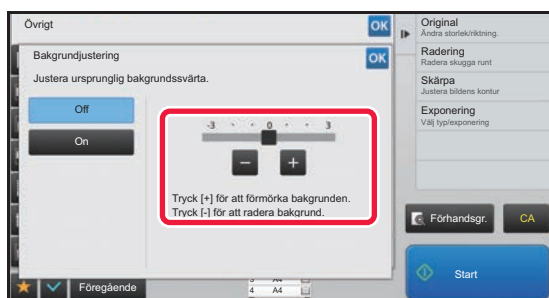 Övrigt
OK
Bakgrundjustering
OK
Justera ursprunglig bakgrundssvärta.
Off
On
-3 0 3
− +
Tryck [+] för att förmörka bakgrunden.
Tryck [-] för att radera bakgrund.
Föregående
4 A4
Original
Ändra storlek/riktning.
Radering
Radera skugga runt
Skärpa
Justera bildens kontur
Exponering
Välj typ/exponering
Förhandsgr.
CA
Start